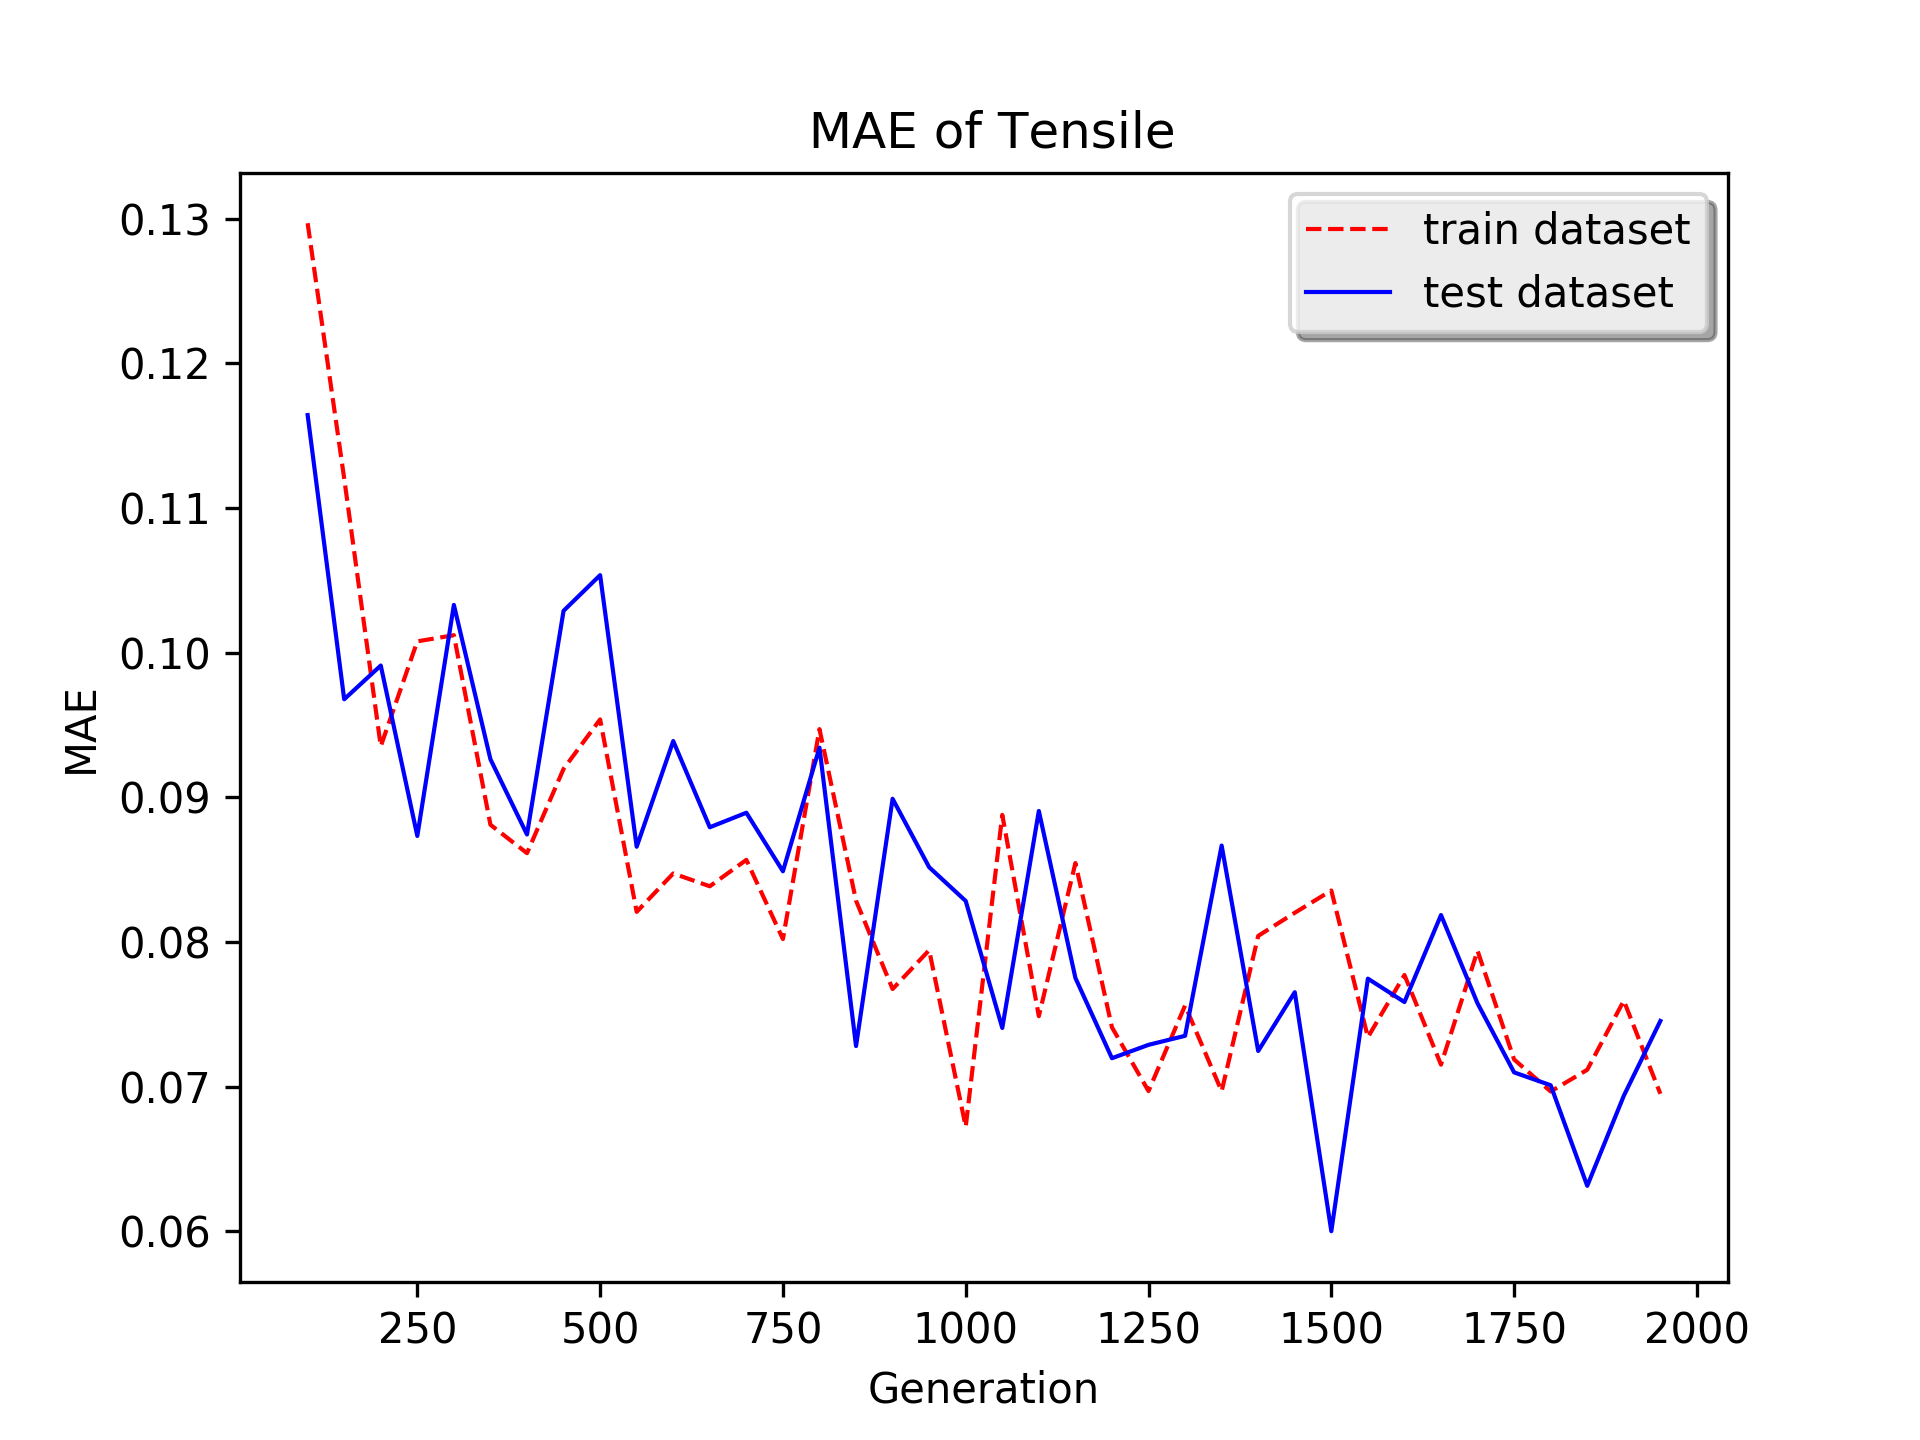 MAE of Tensile
train dataset
test dataset
0.13
0.12
0.11
0.10
0.09
0.08
0.07
0.06
MAE
250 500 750 1000 1250 1500 1750 2000
Generation